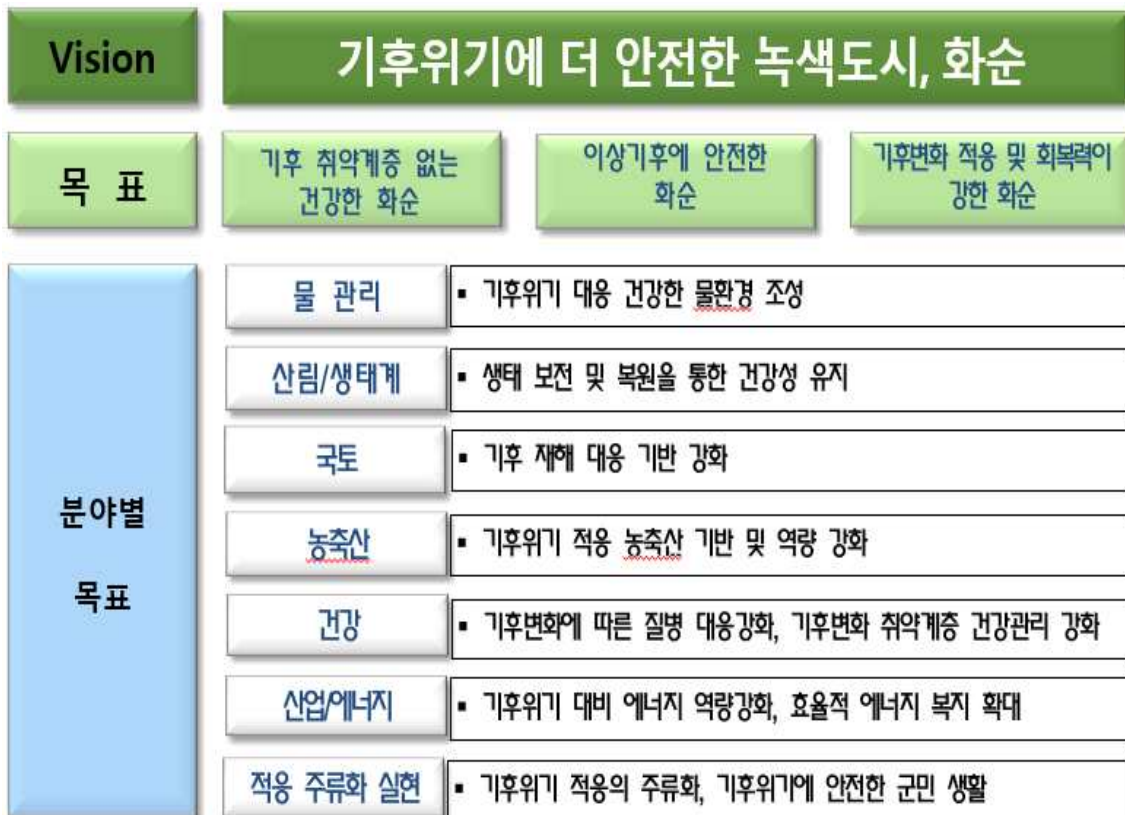 Vision
기후위기에 더 안전한 녹색도시, 화순
목 표
기후 취약계층 없는
건강한 화순
이상기후에 안전한
화순
기후변화 적응 및 회복력이
강한 화순
분야별
목표
물 관리
▪ 기후위기 대응 건강한 물환경 조성
산림/생태계
▪ 생태 보전 및 복원을 통한 건강성 유지
국토
▪ 기후 재해 대응 기반 강화
농축산
▪ 기후위기 적응 농축산 기반 및 역량 강화
건강
▪ 기후변화에 따른 질병 대응강화, 기후변화 취약계층 건강관리 강화
산업/에너지
▪ 기후위기 대비 에너지 역량강화, 효율적 에너지 복지 확대
적응 주류화 실현
▪ 기후위기 적응의 주류화, 기후위기에 안전한 군민 생활